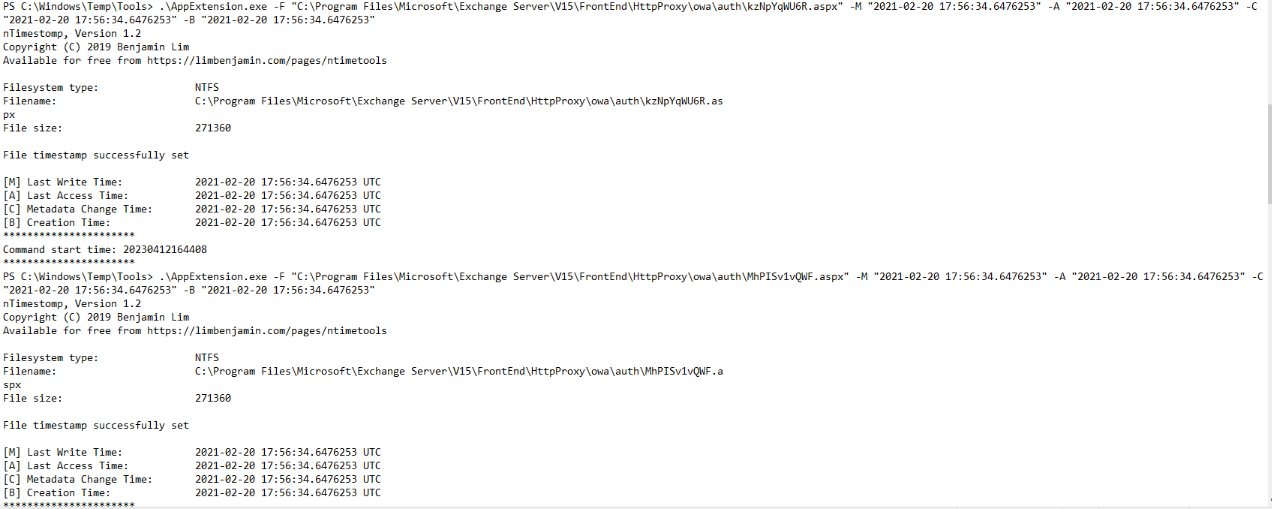 PS C:\Windows\Temp\Tools> .\AppExtension.exe -F "C:\Program Files\Microsoft\Exchange Server\V15\FrontEnd\HttpProxy\owa\auth\kzNpYqWU6R.aspx" -M "2021-02-20 17:56:34.6476253" -A "2021-02-20 17:56:34.6476253" -C
"2021-02-20 17:56:34.6476253" -B "2021-02-20 17:56:34.6476253"
nTimestomp, Version 1.2
Copyright (C) 2019 Benjamin Lim
Available for free from https://limbenjamin.com/pages/ntimetools
Filesystem type: NTFS
Filename: C:\Program Files\Microsoft\Exchange Server\V15\FrontEnd\HttpProxy\owa\auth\kzNpYqWU6R.as
px
File size: 271360
File timestamp successfully set
[M] Last Write Time: 2021-02-20 17:56:34.6476253 UTC
[A] Last Access Time: 2021-02-20 17:56:34.6476253 UTC
[C] Metadata Change Time: 2021-02-20 17:56:34.6476253 UTC
[B] Creation Time: 2021-02-20 17:56:34.6476253 UTC
**********************
Command start time: 20230412164408
**********************
PS C:\Windows\Temp\Tools> .\AppExtension.exe -F "C:\Program Files\Microsoft\Exchange Server\V15\FrontEnd\HttpProxy\owa\auth\MhPISv1vQWF.aspx" -M "2021-02-20 17:56:34.6476253" -A "2021-02-20 17:56:34.6476253" -C
"2021-02-20 17:56:34.6476253" -B "2021-02-20 17:56:34.6476253"
nTimestomp, Version 1.2
Copyright (C) 2019 Benjamin Lim
Available for free from https://limbenjamin.com/pages/ntimetools
Filesystem type: NTFS
Filename: C:\Program Files\Microsoft\Exchange Server\V15\FrontEnd\HttpProxy\owa\auth\MhPISv1vQWF.a
spx
File size: 271360
File timestamp successfully set
[M] Last Write Time: 2021-02-20 17:56:34.6476253 UTC
[A] Last Access Time: 2021-02-20 17:56:34.6476253 UTC
[C] Metadata Change Time: 2021-02-20 17:56:34.6476253 UTC
[B] Creation Time: 2021-02-20 17:56:34.6476253 UTC
**********************